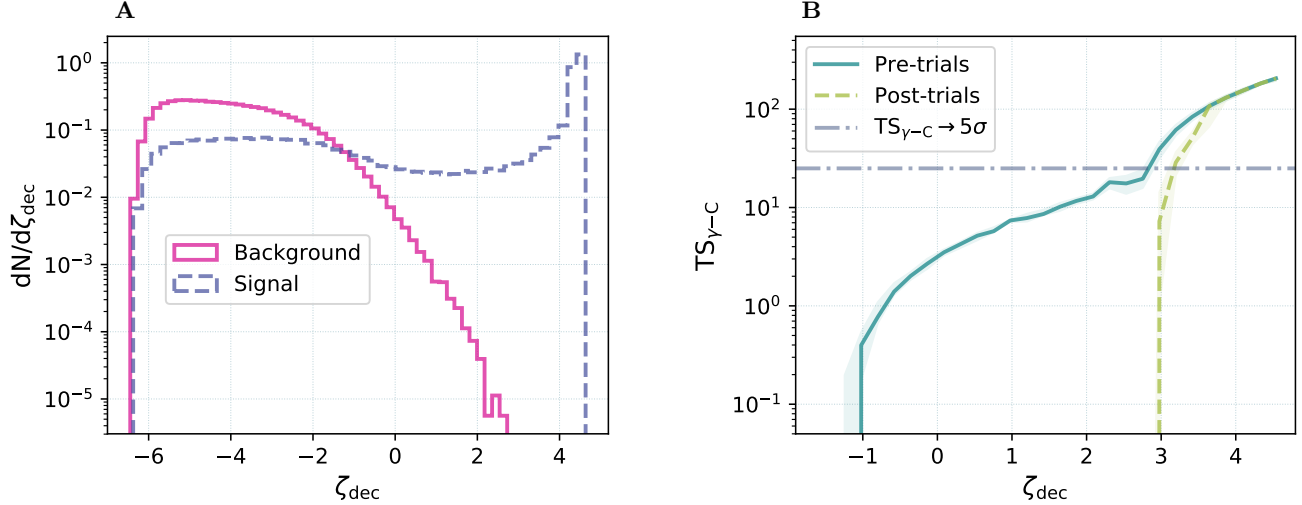 A
dN/dζ_dec
10^0
10^−1
10^−2
10^−3
10^−4
10^−5
Background
Signal
−6 −4 −2 0 2 4
ζ_dec
B
TS_γ−C
10^2
10^1
10^0
10^−1
Pre-trials
Post-trials
TS_γ−C → 5σ
−1 0 1 2 3 4
ζ_dec